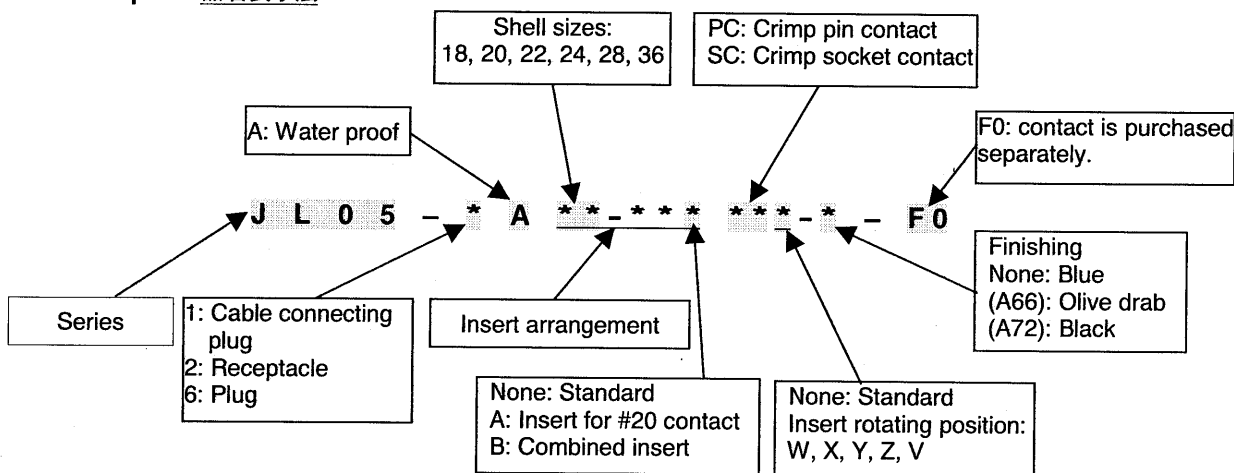 Shell sizes:
18, 20, 22, 24, 28, 36
PC: Crimp pin contact
SC: Crimp socket contact
A: Water proof
F0: contact is purchased
separately.
J L 0 5 – * A * * - * * * * * * - * – F0
Series
1: Cable connecting
plug
2: Receptacle
6: Plug
Insert arrangement
Finishing
None: Blue
(A66): Olive drab
(A72): Black
None: Standard
A: Insert for #20 contact
B: Combined insert
None: Standard
Insert rotating position:
W, X, Y, Z, V